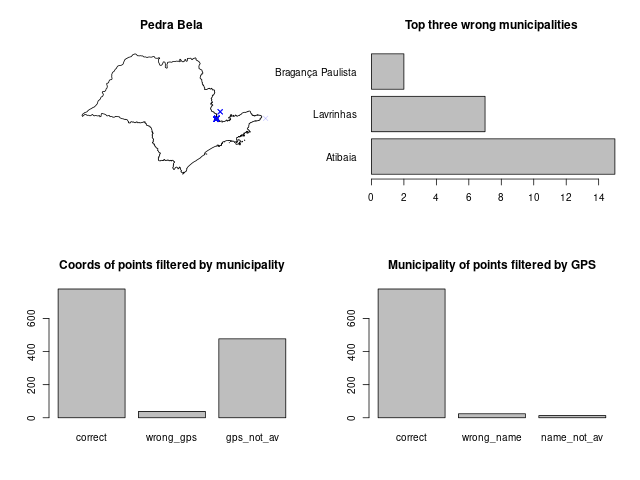 Pedra Bela
Top three wrong municipalities
Bragança Paulista
Lavrinhas
Atibaia
0 2 4 6 8 10 12 14
Coords of points filtered by municipality
600
400
200
0
correct wrong_gps gps_not_av
Municipality of points filtered by GPS
600
400
200
0
correct wrong_name name_not_av